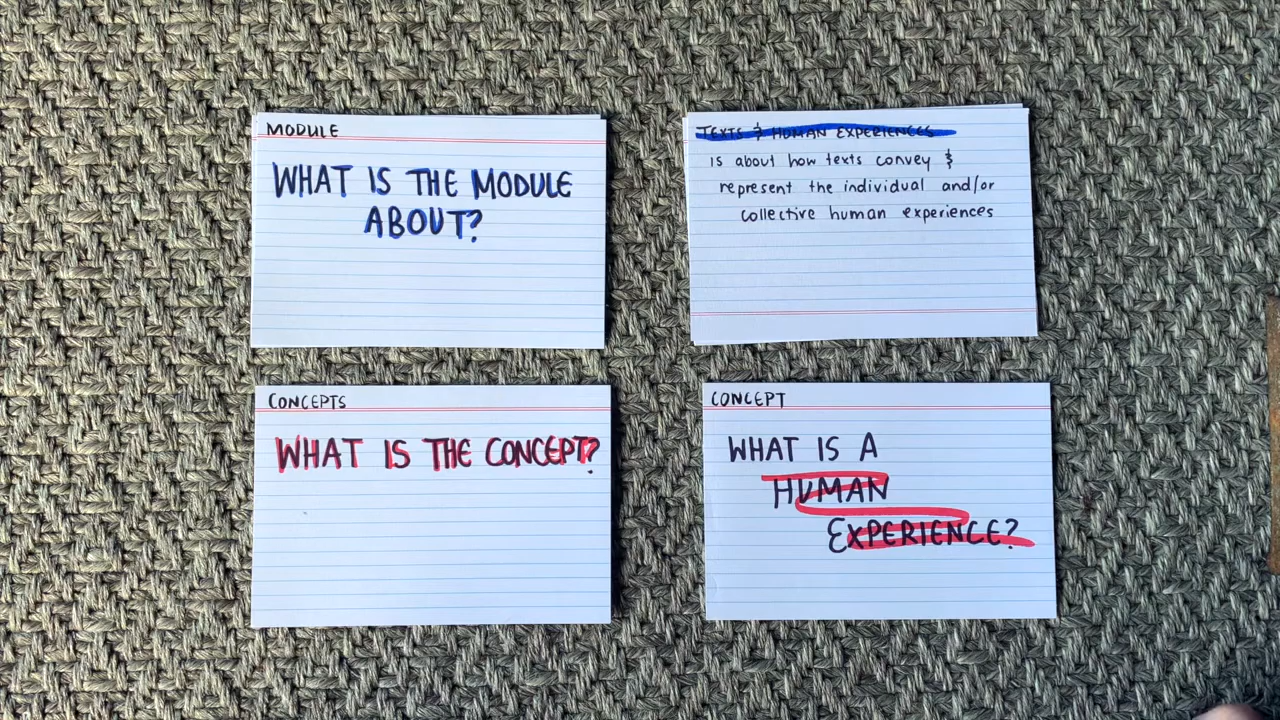 MODULE
WHAT IS THE MODULE
ABOUT?
TEXTS & HUMAN EXPERIENCES
is about how texts convey &
represent the individual and/or
collective human experiences
CONCEPTS
WHAT IS THE CONCEPT?
CONCEPT
WHAT IS A
HUMAN
EXPERIENCE?